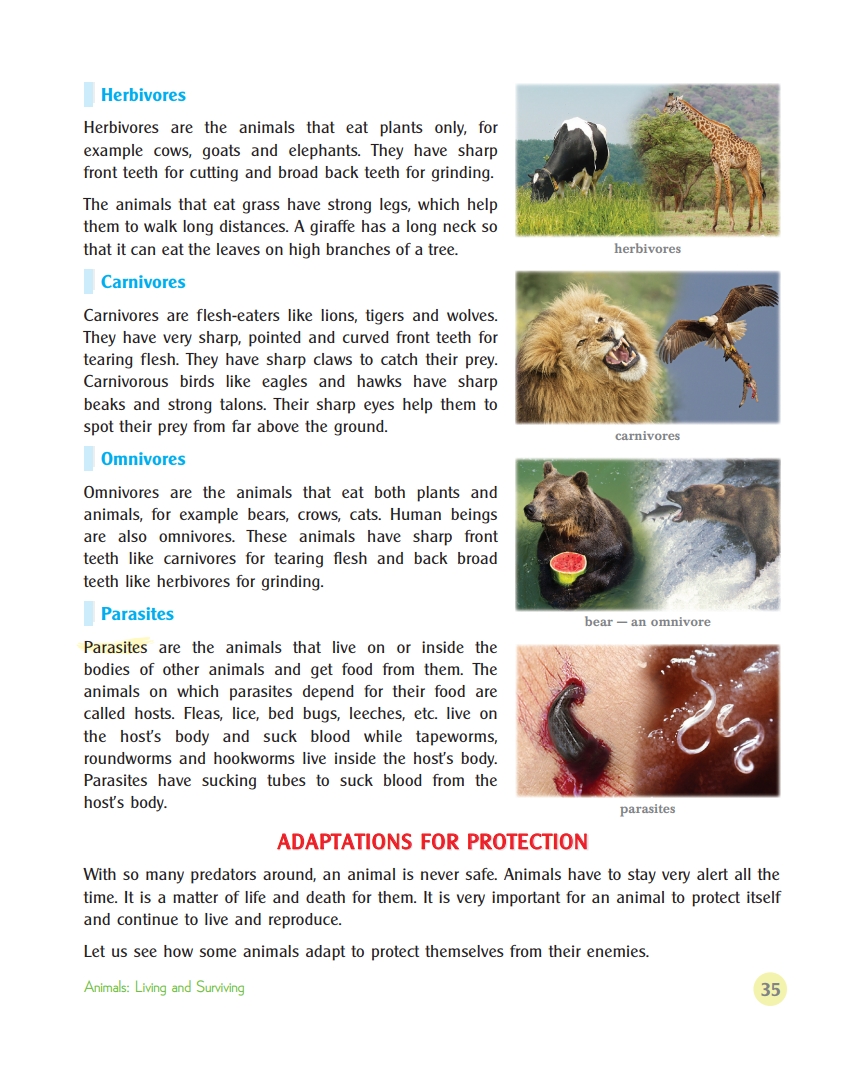 Herbivores
Herbivores are the animals that eat plants only, for
example cows, goats and elephants. They have sharp
front teeth for cutting and broad back teeth for grinding.
The animals that eat grass have strong legs, which help
them to walk long distances. A giraffe has a long neck so
that it can eat the leaves on high branches of a tree.
herbivores
Carnivores
Carnivores are flesh-eaters like lions, tigers and wolves.
They have very sharp, pointed and curved front teeth for
tearing flesh. They have sharp claws to catch their prey.
Carnivorous birds like eagles and hawks have sharp
beaks and strong talons. Their sharp eyes help them to
spot their prey from far above the ground.
carnivores
Omnivores
Omnivores are the animals that eat both plants and
animals, for example bears, crows, cats. Human beings
are also omnivores. These animals have sharp front
teeth like carnivores for tearing flesh and back broad
teeth like herbivores for grinding.
bear — an omnivore
Parasites
Parasites are the animals that live on or inside the
bodies of other animals and get food from them. The
animals on which parasites depend for their food are
called hosts. Fleas, lice, bed bugs, leeches, etc. live on
the host's body and suck blood while tapeworms,
roundworms and hookworms live inside the host's body.
Parasites have sucking tubes to suck blood from the
host's body.
parasites
ADAPTATIONS FOR PROTECTION
With so many predators around, an animal is never safe. Animals have to stay very alert all the
time. It is a matter of life and death for them. It is very important for an animal to protect itself
and continue to live and reproduce.
Let us see how some animals adapt to protect themselves from their enemies.
Animals: Living and Surviving
35